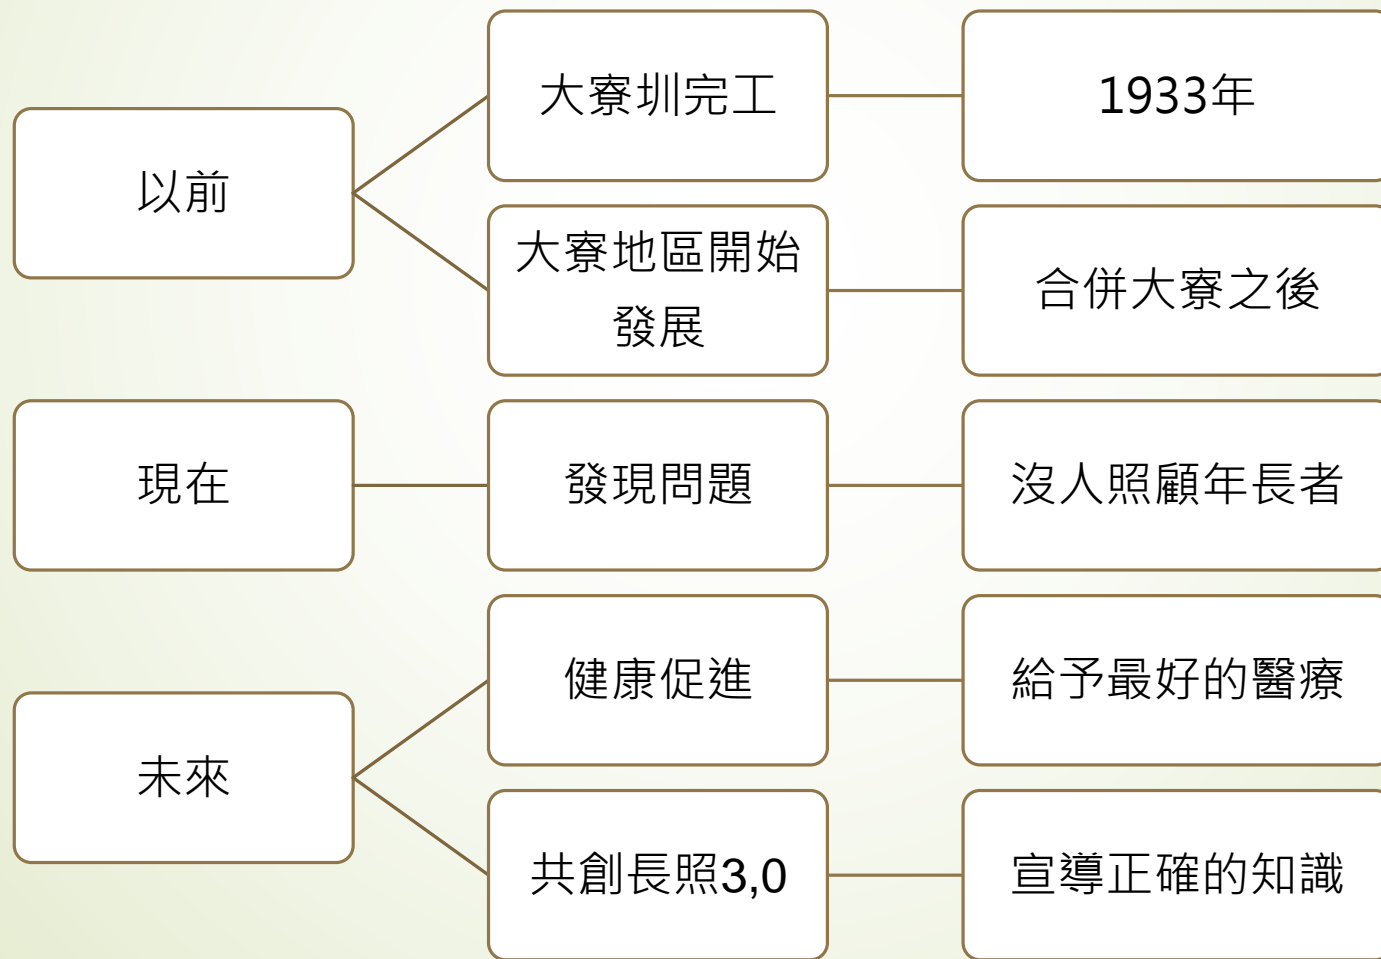 以前
大寮圳完工
1933年
大寮地區開始
發展
合併大寮之後
現在
發現問題
沒人照顧年長者
未來
健康促進
給予最好的醫療
共創長照3,0
宣導正確的知識